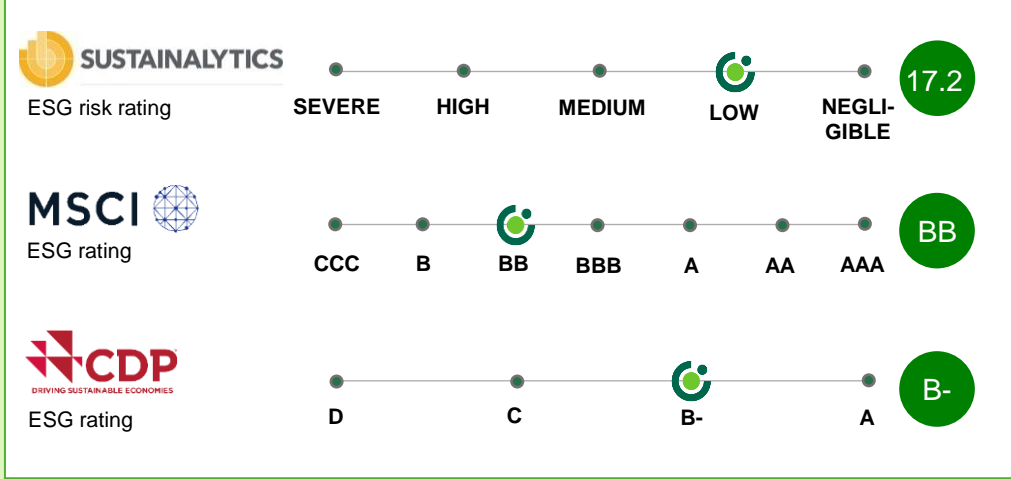 SUSTAINALYTICS
ESG risk rating
SEVERE HIGH MEDIUM LOW NEGLI-
GIBLE
17.2
MSCI
ESG rating
CCC B BB BBB A AA AAA
BB
CDP
DRIVING SUSTAINABLE ECONOMIES
ESG rating
D C B- A
B-